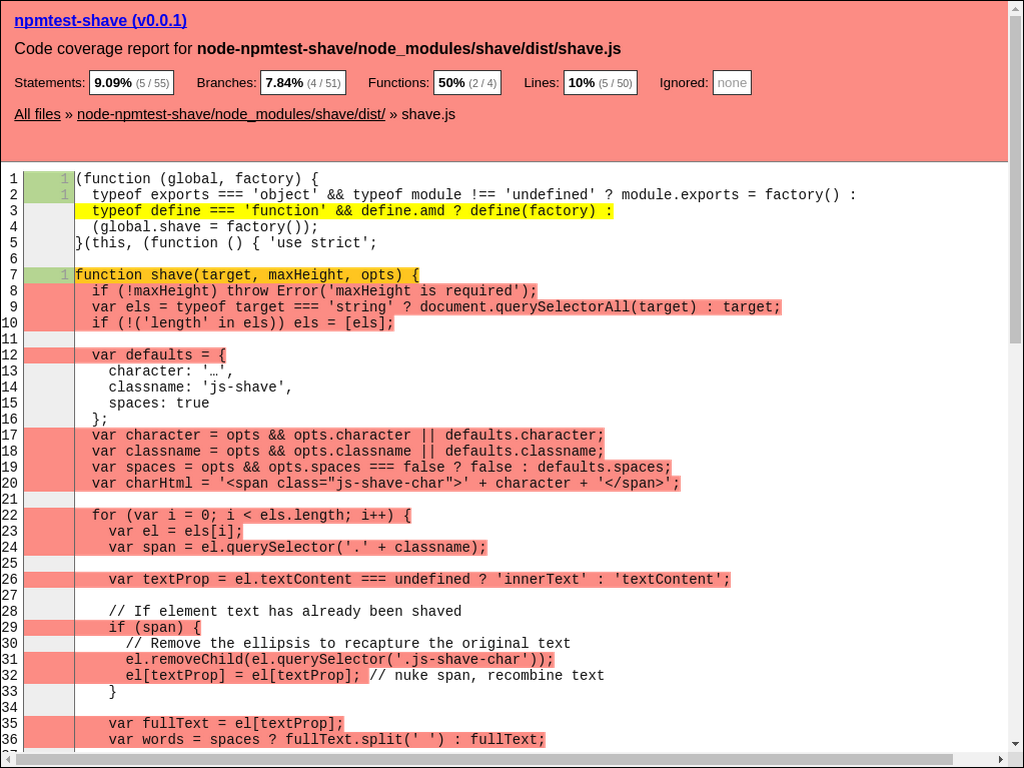 npmtest-shave (v0.0.1)
Code coverage report for node-npmtest-shave/node_modules/shave/dist/shave.js
Statements: 9.09% (5 / 55) Branches: 7.84% (4 / 51) Functions: 50% (2 / 4) Lines: 10% (5 / 50) Ignored: none
All files » node-npmtest-shave/node_modules/shave/dist/ » shave.js
1 1 (function (global, factory) {
2 1   typeof exports === 'object' && typeof module !== 'undefined' ? module.exports = factory() :
3   typeof define === 'function' && define.amd ? define(factory) :
4   (global.shave = factory());
5 }(this, (function () { 'use strict';
6
7 1 function shave(target, maxHeight, opts) {
8   if (!maxHeight) throw Error('maxHeight is required');
9   var els = typeof target === 'string' ? document.querySelectorAll(target) : target;
10   if (!('length' in els)) els = [els];
11
12   var defaults = {
13     character: '…',
14     classname: 'js-shave',
15     spaces: true
16   };
17   var character = opts && opts.character || defaults.character;
18   var classname = opts && opts.classname || defaults.classname;
19   var spaces = opts && opts.spaces === false ? false : defaults.spaces;
20   var charHtml = '<span class="js-shave-char">' + character + '</span>';
21
22   for (var i = 0; i < els.length; i++) {
23     var el = els[i];
24     var span = el.querySelector('.' + classname);
25
26     var textProp = el.textContent === undefined ? 'innerText' : 'textContent';
27
28     // If element text has already been shaved
29     if (span) {
30       // Remove the ellipsis to recapture the original text
31       el.removeChild(el.querySelector('.js-shave-char'));
32       el[textProp] = el[textProp]; // nuke span, recombine text
33     }
34
35     var fullText = el[textProp];
36     var words = spaces ? fullText.split(' ') : fullText;